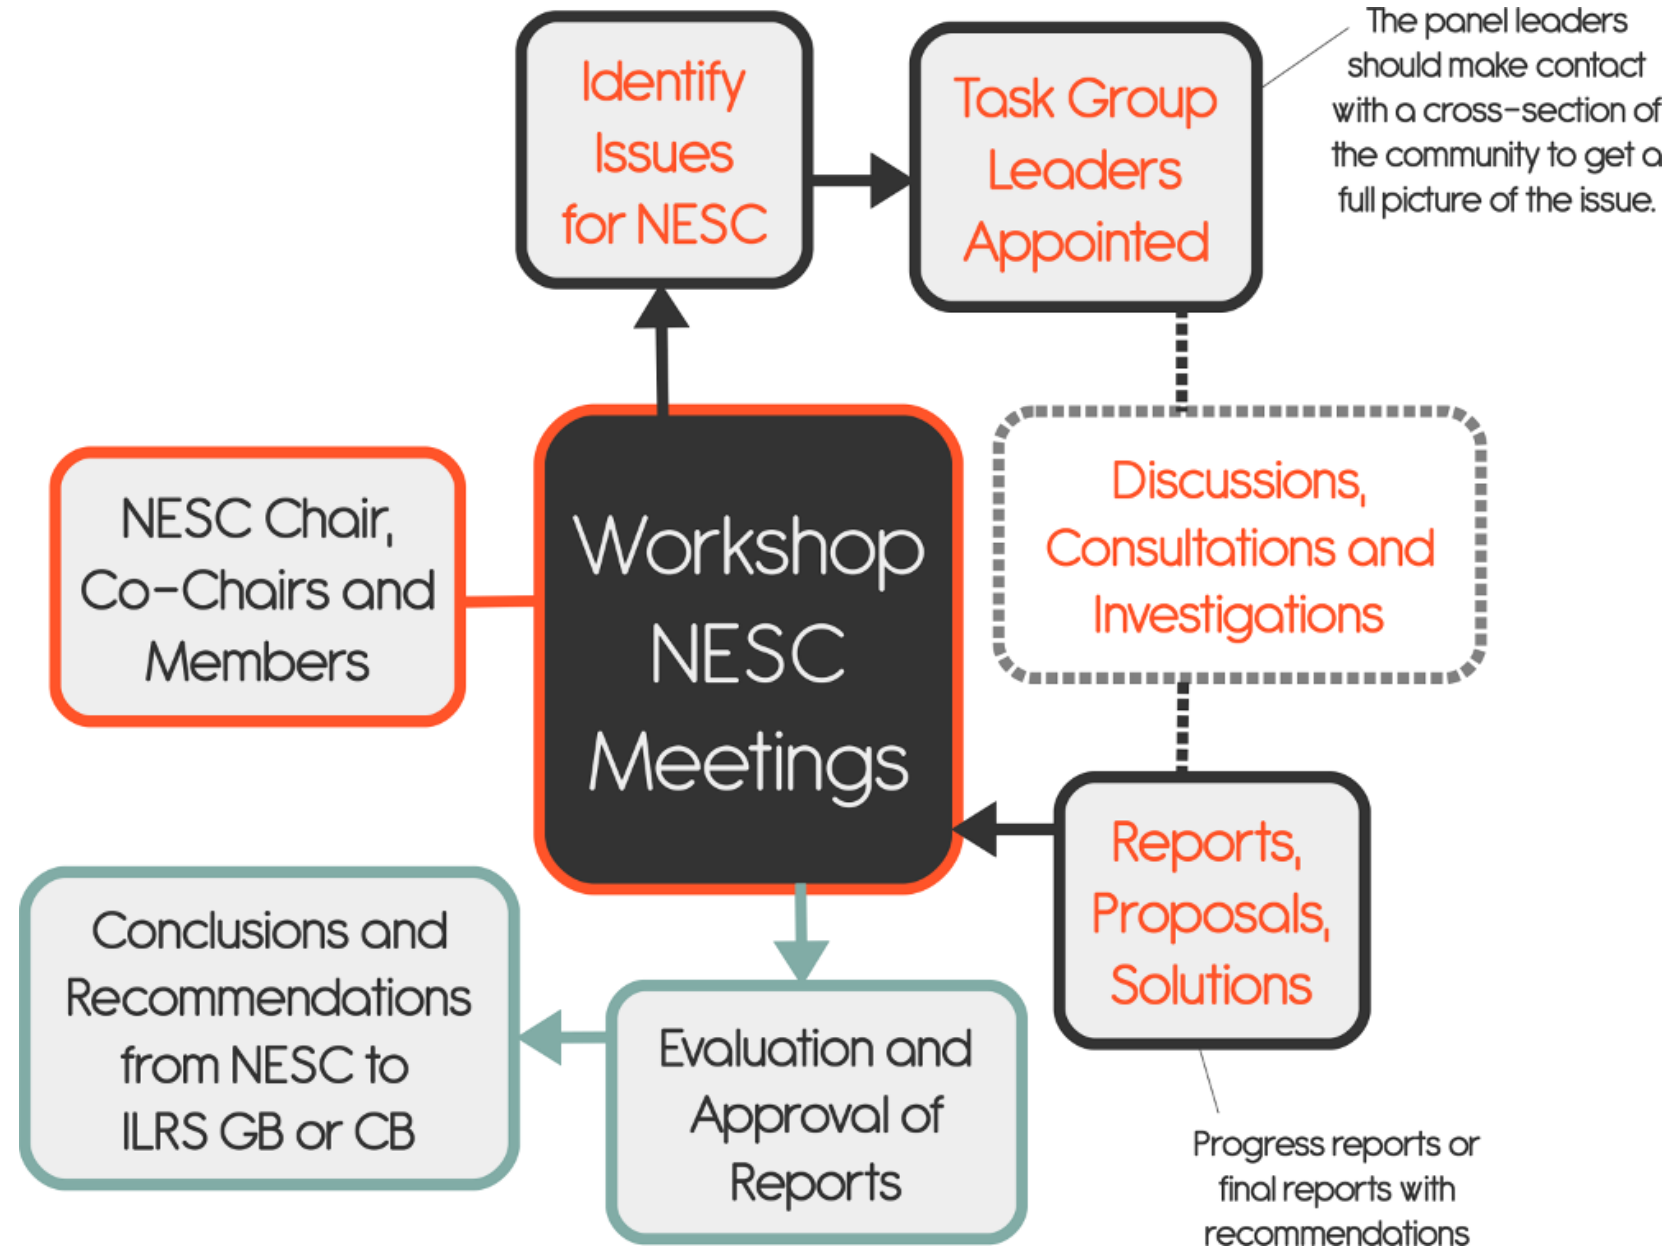 Identify
Issues
for NESC
Task Group
Leaders
Appointed
The panel leaders
should make contact
with a cross-section of
the community to get a
full picture of the issue.
NESC Chair,
Co-Chairs and
Members
Workshop
NESC
Meetings
Discussions,
Consultations and
Investigations
Reports,
Proposals,
Solutions
Conclusions and
Recommendations
from NESC to
ILRS GB or CB
Evaluation and
Approval of
Reports
Progress reports or
final reports with
recommendations